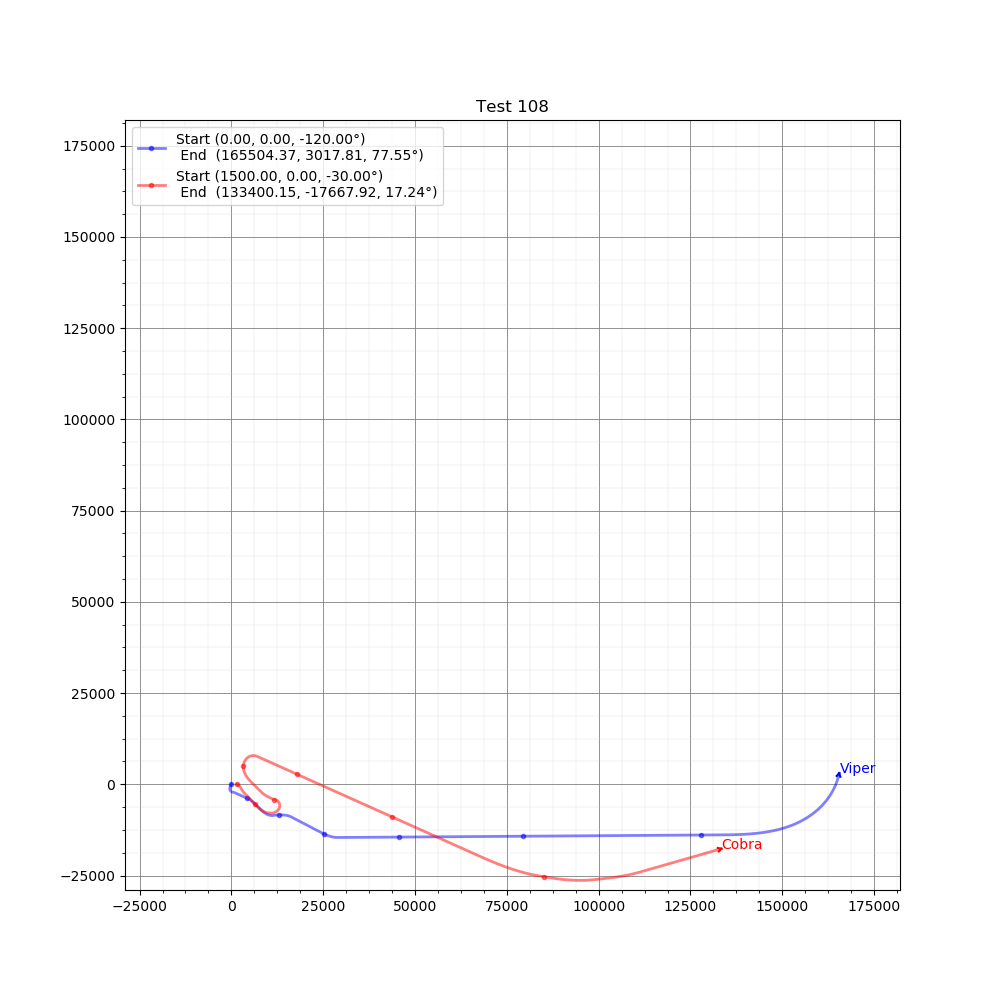 Test 108
Start (0.00, 0.00, -120.00°)
End (165504.37, 3017.81, 77.55°)
Start (1500.00, 0.00, -30.00°)
End (133400.15, -17667.92, 17.24°)
175000
150000
125000
100000
75000
50000
25000
0
−25000
Viper
Cobra
−25000 0 25000 50000 75000 100000 125000 150000 175000